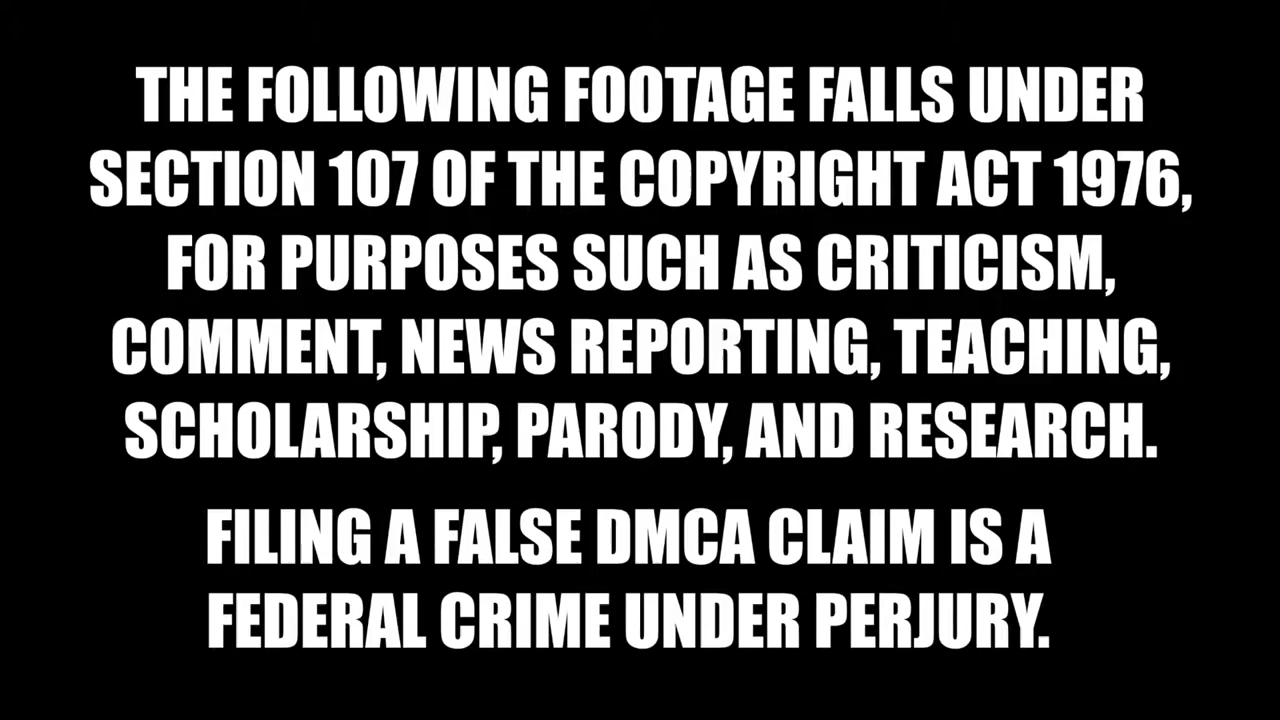 THE FOLLOWING FOOTAGE FALLS UNDER
SECTION 107 OF THE COPYRIGHT ACT 1976,
FOR PURPOSES SUCH AS CRITICISM,
COMMENT, NEWS REPORTING, TEACHING,
SCHOLARSHIP, PARODY, AND RESEARCH.
FILING A FALSE DMCA CLAIM IS A
FEDERAL CRIME UNDER PERJURY.